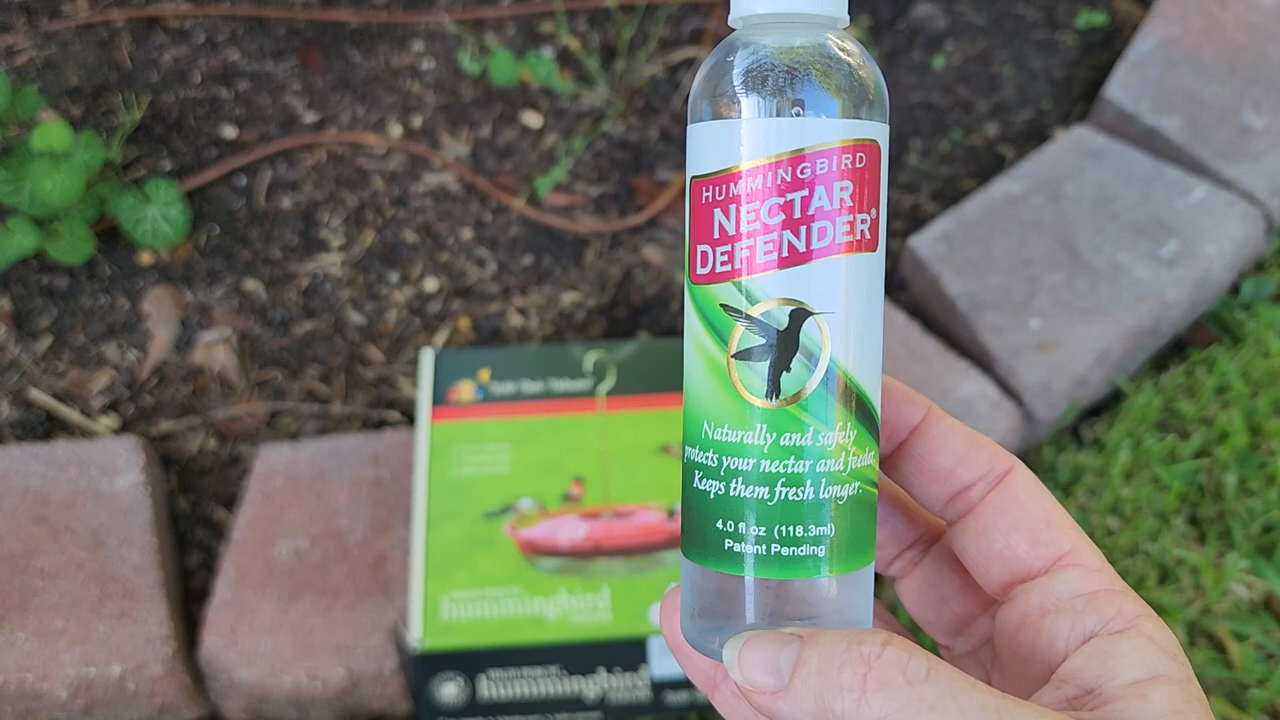 HUMMINGBIRD
NECTAR
DEFENDER®
Naturally and safely
protects your nectar and feeder.
Keeps them fresh longer.
4.0 fl oz (118.3ml)
Patent Pending
hummingbird
hummingbird